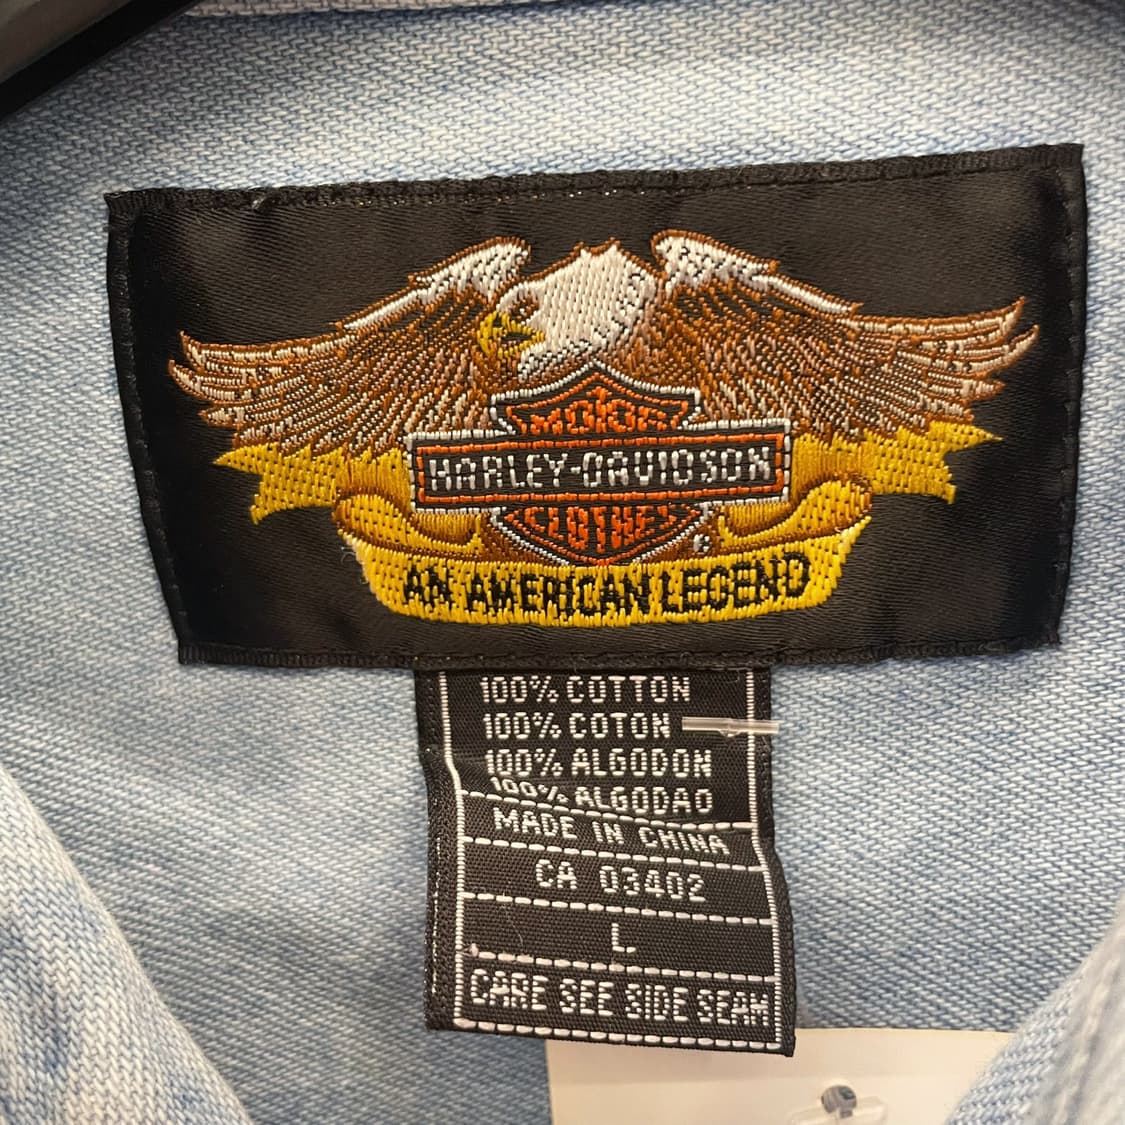 MOTOR
HARLEY-DAVIDSON
CLOTHES
®
AN AMERICAN LEGEND
100% COTTON
100% COTON
100% ALGODON
100% ALGODAO
MADE IN CHINA
CA 03402
L
CARE SEE SIDE SEAM